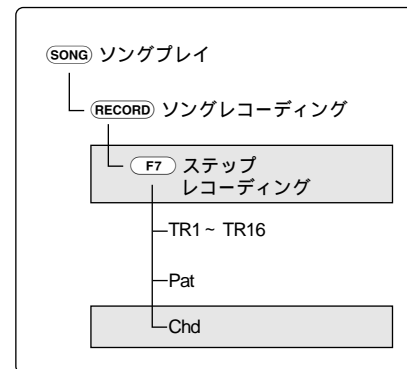 SONG ソングプレイ
RECORD ソングレコーディング
F7 ステップ
レコーディング
TR1~ TR16
Pat
Chd